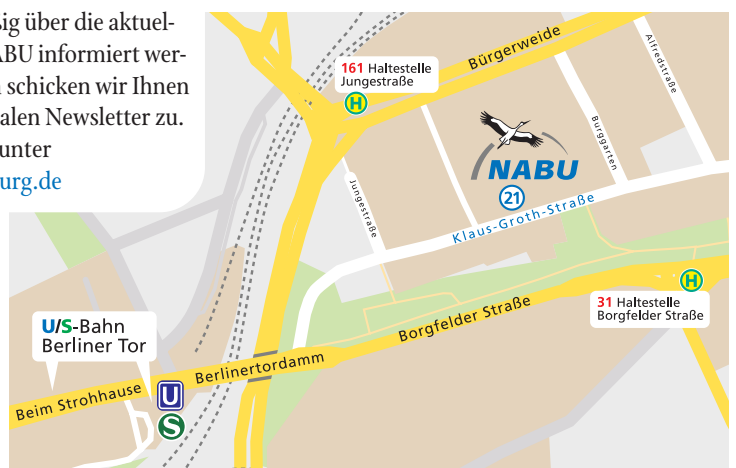 sig über die aktuel-
ABU informiert wer-
schicken wir Ihnen
alen Newsletter zu.
unter
urg.de
161 Haltestelle
Jungestraße
H
Bürgerweide
Alfredstraße
Burggarten
NABU
21
Jungestraße
Klaus-Groth-Straße
H
31 Haltestelle
Borgfelder Straße
U/S-Bahn
Berliner Tor
Borgfelder Straße
Berlinertordamm
Beim Strohhause
U
S